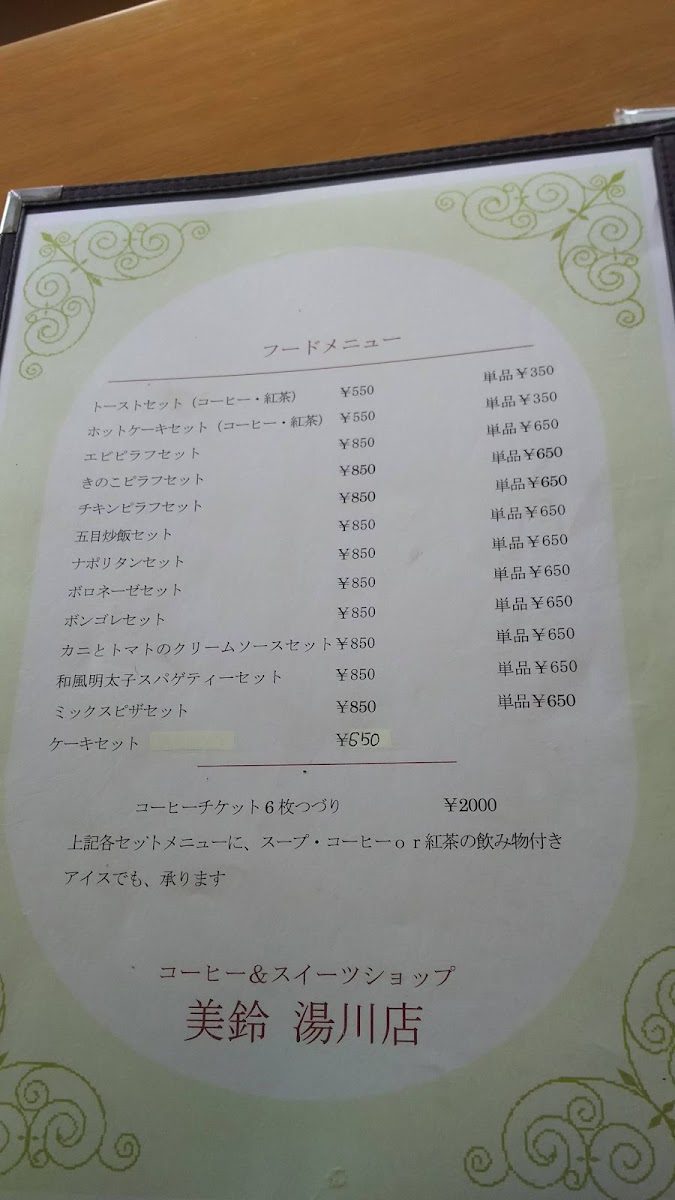 フードメニュー
トーストセット（コーヒー・紅茶） ¥550 単品¥350
ホットケーキセット（コーヒー・紅茶） ¥550 単品¥350
エビピラフセット ¥850 単品¥650
きのこピラフセット ¥850 単品¥650
チキンピラフセット ¥850 単品¥650
五目炒飯セット ¥850 単品¥650
ナポリタンセット ¥850 単品¥650
ボロネーゼセット ¥850 単品¥650
ボンゴレセット ¥850 単品¥650
カニとトマトのクリームソースセット ¥850 単品¥650
和風明太子スパゲティーセット ¥850 単品¥650
ミックスピザセット ¥850 単品¥650
ケーキセット ¥650
コーヒーチケット6枚つづり ¥2000
上記各セットメニューに、スープ・コーヒーor紅茶の飲み物付き
アイスでも、承ります
コーヒー&スイーツショップ
美鈴 湯川店